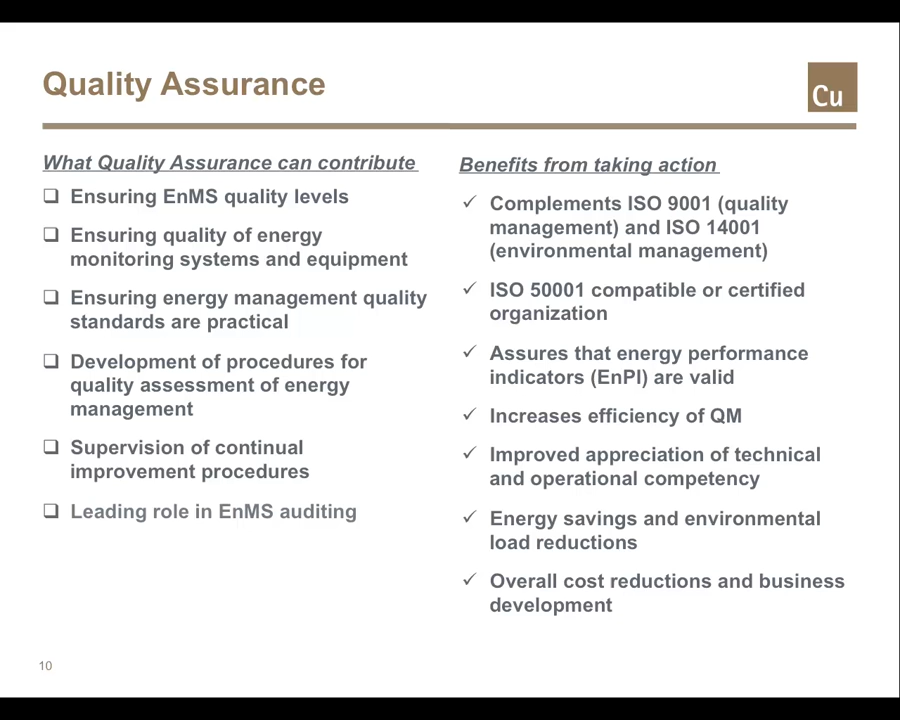 Quality Assurance
Cu
What Quality Assurance can contribute
Ensuring EnMS quality levels
Ensuring quality of energy
monitoring systems and equipment
Ensuring energy management quality
standards are practical
Development of procedures for
quality assessment of energy
management
Supervision of continual
improvement procedures
Leading role in EnMS auditing
Benefits from taking action
Complements ISO 9001 (quality
management) and ISO 14001
(environmental management)
ISO 50001 compatible or certified
organization
Assures that energy performance
indicators (EnPI) are valid
Increases efficiency of QM
Improved appreciation of technical
and operational competency
Energy savings and environmental
load reductions
Overall cost reductions and business
development
10